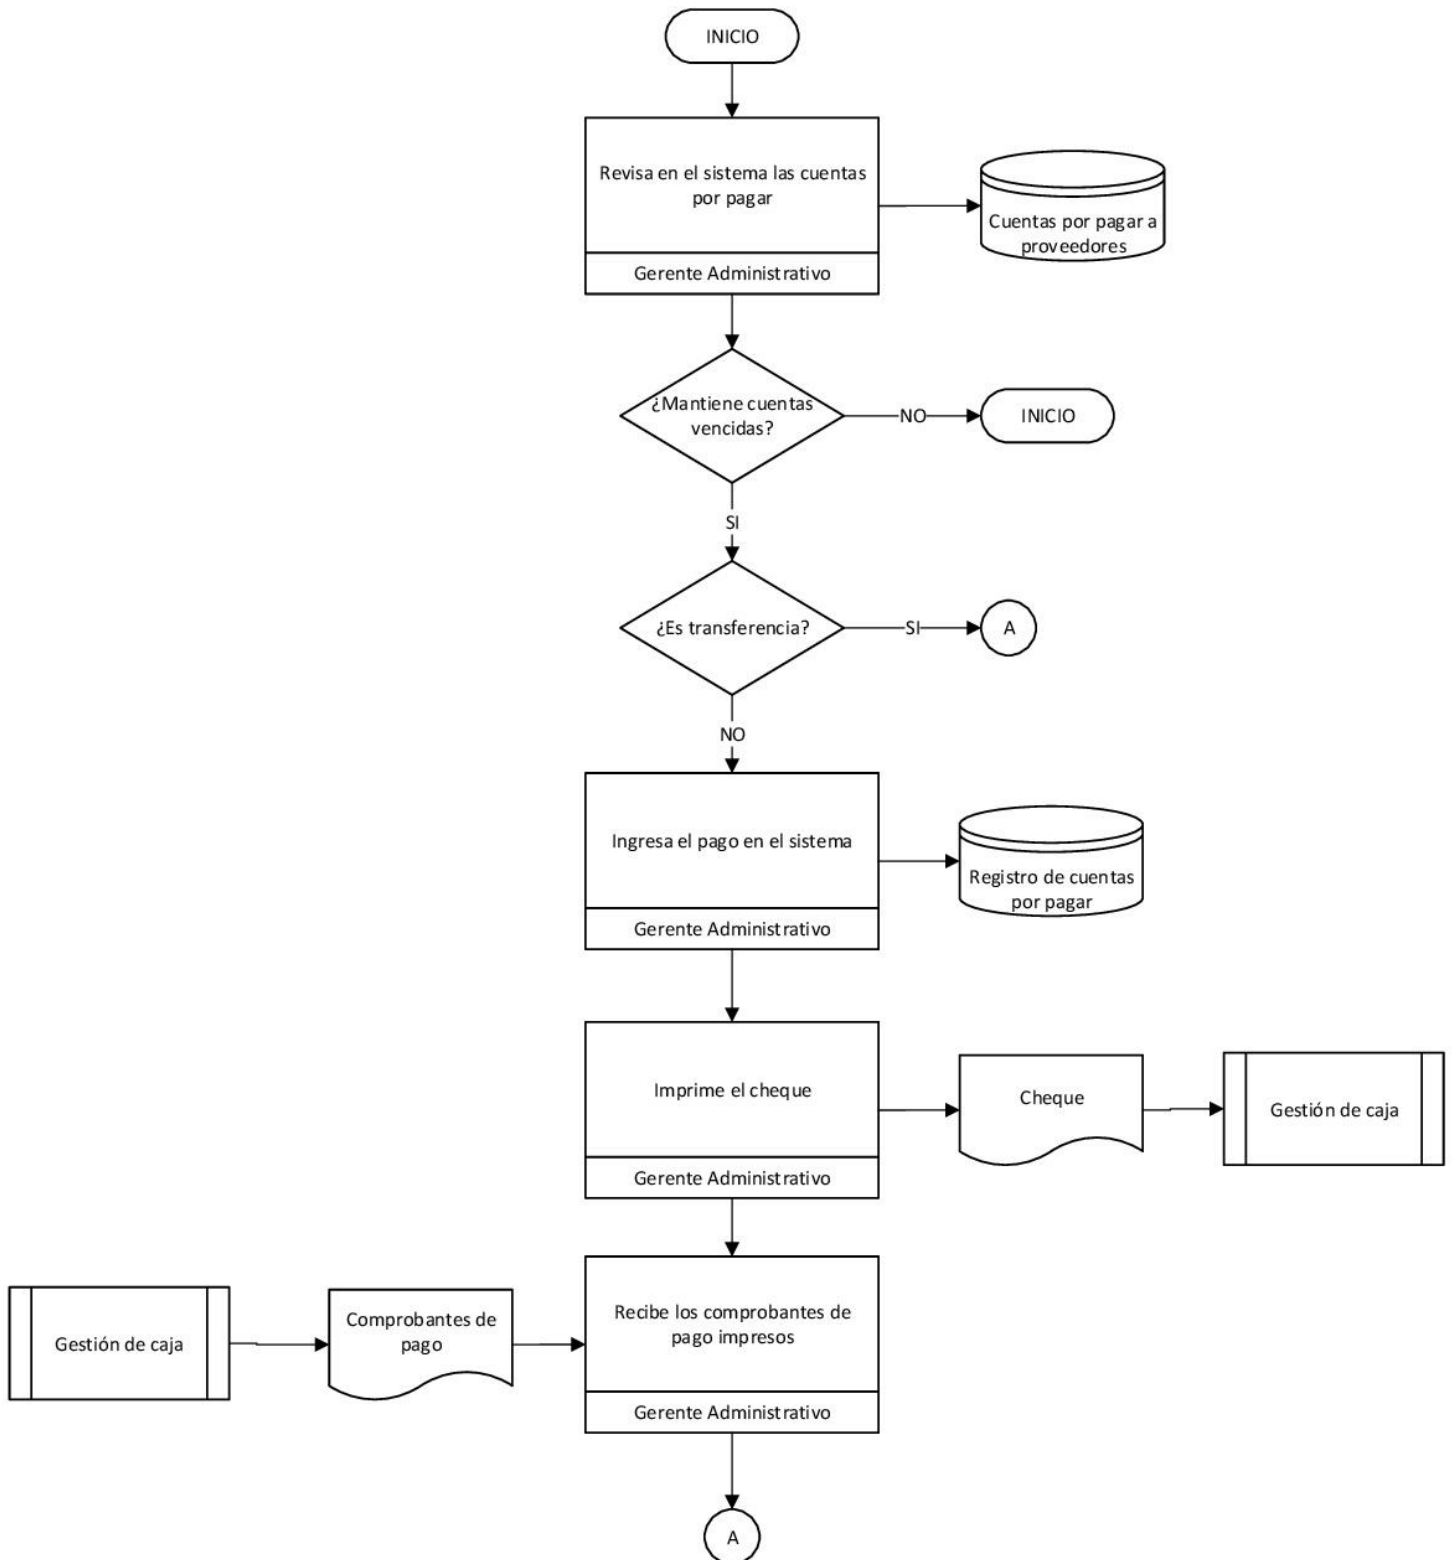 INICIO
Revisa en el sistema las cuentas
por pagar
Gerente Administrativo
Cuentas por pagar a
proveedores
¿Mantiene cuentas
vencidas?
NO
INICIO
SI
¿Es transferencia?
SI
A
NO
Ingresa el pago en el sistema
Gerente Administrativo
Registro de cuentas
por pagar
Imprime el cheque
Gerente Administrativo
Cheque
Gestión de caja
Gestión de caja
Comprobantes de
pago
Recibe los comprobantes de
pago impresos
Gerente Administrativo
A